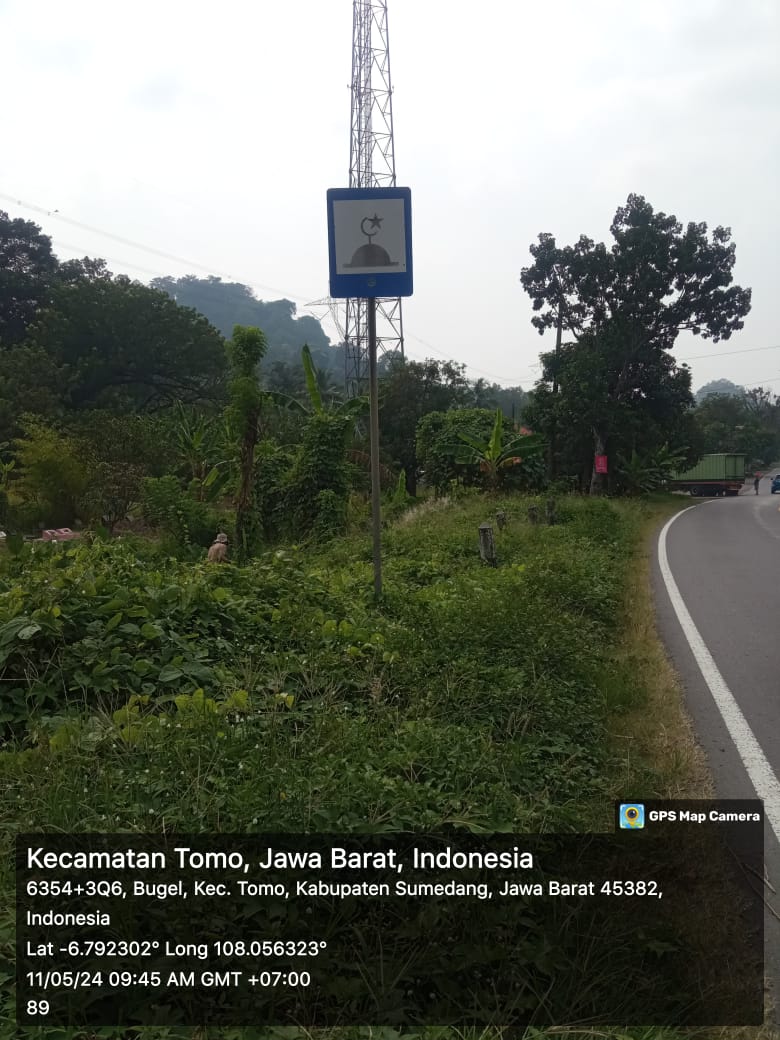 GPS Map Camera
Kecamatan Tomo, Jawa Barat, Indonesia
6354+3Q6, Bugel, Kec. Tomo, Kabupaten Sumedang, Jawa Barat 45382,
Indonesia
Lat -6.792302° Long 108.056323°
11/05/24 09:45 AM GMT +07:00
89